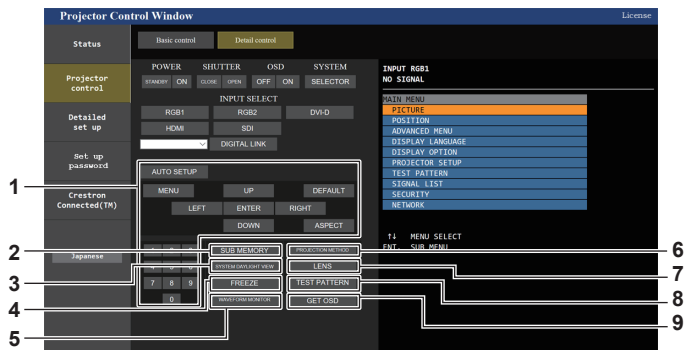 Projector Control Window
License
Status
Projector
control
Detailed
set up
Set up
password
Crestron
Connected(TM)
Japanese
Basic control
Detail control
POWER SHUTTER OSD SYSTEM
STANDBY ON CLOSE OPEN OFF ON SELECTOR
INPUT SELECT
RGB1 RGB2 DVI-D
HDMI SDI
DIGITAL LINK
AUTO SETUP
MENU UP DEFAULT
LEFT ENTER RIGHT
DOWN ASPECT
SUB MEMORY PROJECTION METHOD
SYSTEM DAYLIGHT VIEW LENS
7 8 9 FREEZE TEST PATTERN
0 WAVEFORM MONITOR GET OSD
INPUT RGB1
NO SIGNAL
MAIN MENU
PICTURE
POSITION
ADVANCED MENU
DISPLAY LANGUAGE
DISPLAY OPTION
PROJECTOR SETUP
TEST PATTERN
SIGNAL LIST
SECURITY
NETWORK
↑↓ MENU SELECT
ENT. SUB MENU
1
2
3
4
5
6
7
8
9